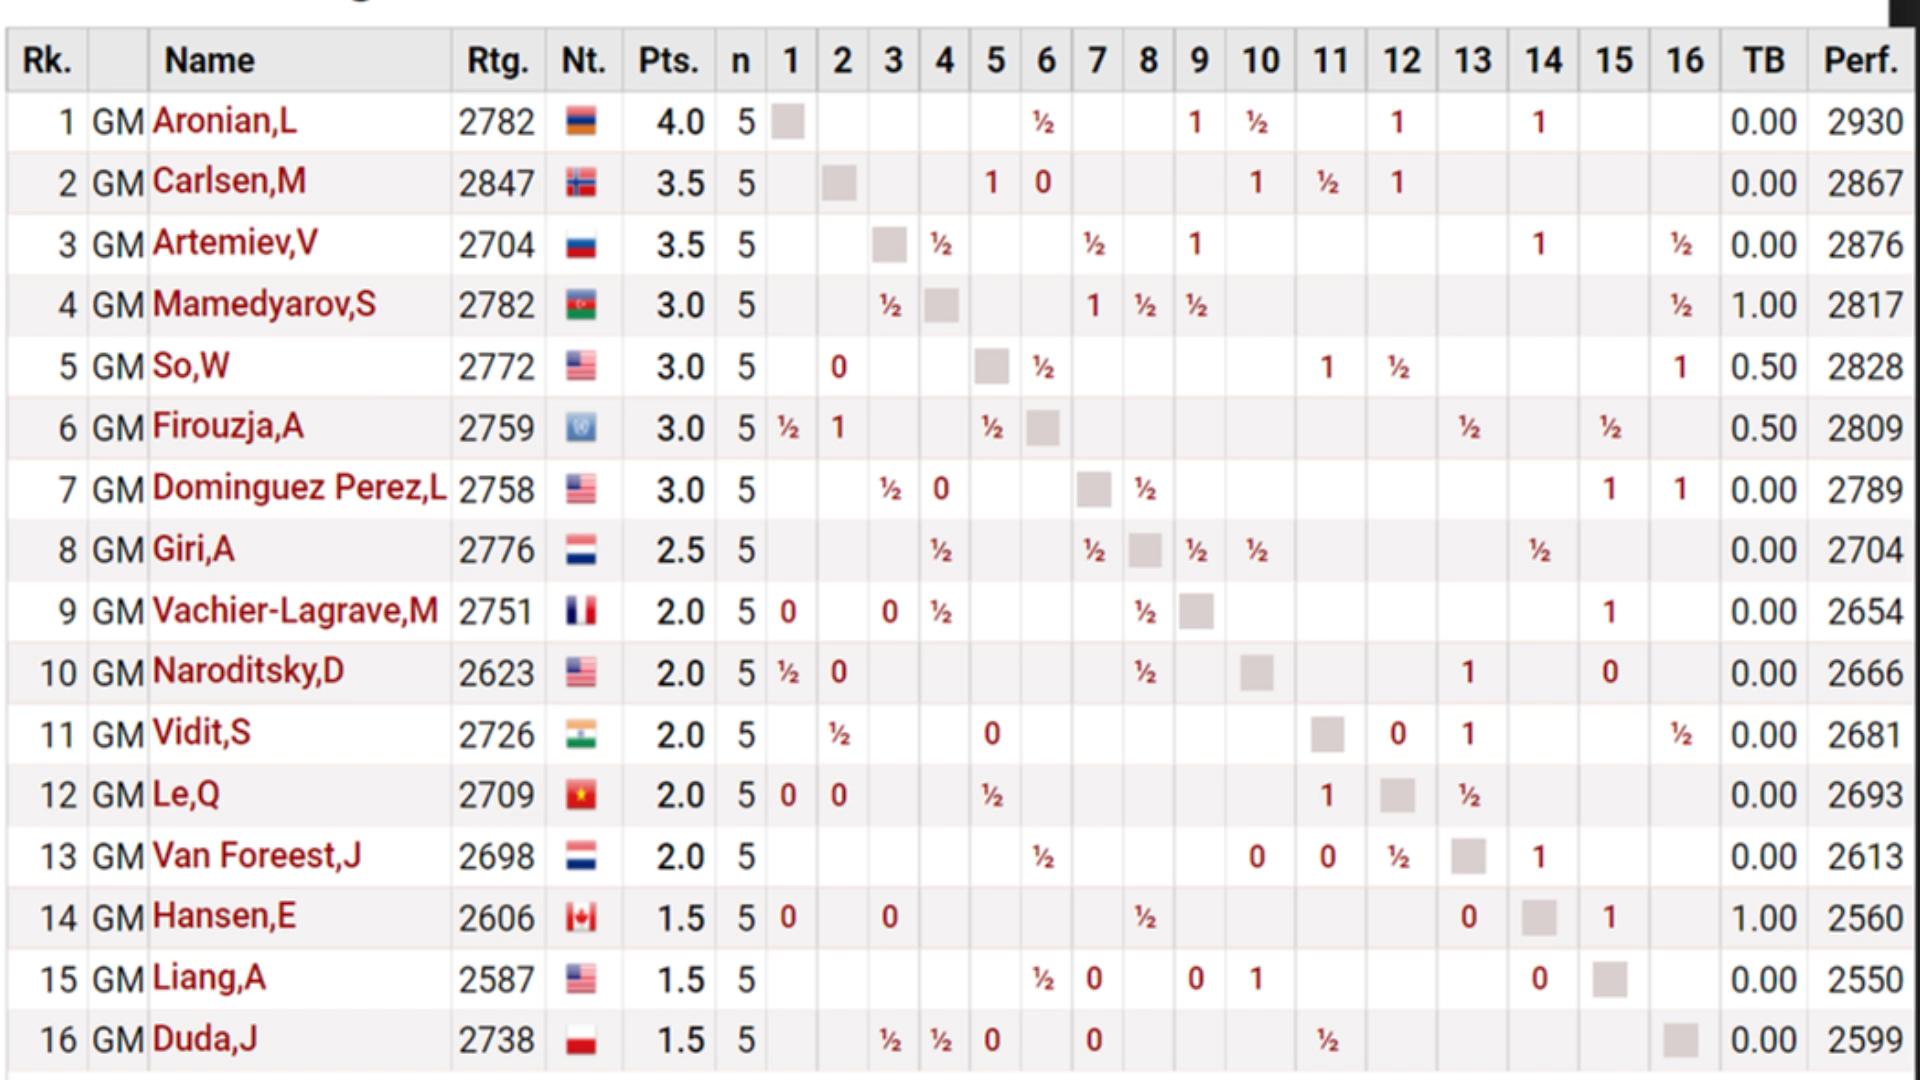 Rk. Name Rtg. Nt. Pts. n 1 2 3 4 5 6 7 8 9 10 11 12 13 14 15 16 TB Perf.
1 GM Aronian,L 2782 4.0 5 ½ 1 ½ 1 1 0.00 2930
2 GM Carlsen,M 2847 3.5 5 1 0 1 ½ 1 0.00 2867
3 GM Artemiev,V 2704 3.5 5 ½ ½ 1 1 ½ 0.00 2876
4 GM Mamedyarov,S 2782 3.0 5 ½ 1 ½ ½ ½ 1.00 2817
5 GM So,W 2772 3.0 5 0 ½ 1 ½ 1 0.50 2828
6 GM Firouzja,A 2759 3.0 5 ½ 1 ½ ½ ½ 0.50 2809
7 GM Dominguez Perez,L 2758 3.0 5 ½ 0 ½ 1 1 0.00 2789
8 GM Giri,A 2776 2.5 5 ½ ½ ½ ½ ½ 0.00 2704
9 GM Vachier-Lagrave,M 2751 2.0 5 0 0 ½ ½ 1 0.00 2654
10 GM Naroditsky,D 2623 2.0 5 ½ 0 ½ 1 0 0.00 2666
11 GM Vidit,S 2726 2.0 5 ½ 0 0 1 ½ 0.00 2681
12 GM Le,Q 2709 2.0 5 0 0 ½ 1 ½ 0.00 2693
13 GM Van Foreest,J 2698 2.0 5 ½ 0 0 ½ 1 0.00 2613
14 GM Hansen,E 2606 1.5 5 0 0 ½ 0 1 1.00 2560
15 GM Liang,A 2587 1.5 5 ½ 0 0 1 0 0.00 2550
16 GM Duda,J 2738 1.5 5 ½ ½ 0 0 ½ 0.00 2599